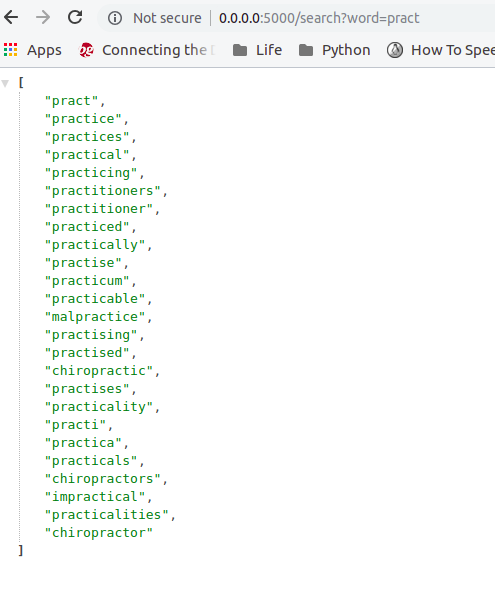 Not secure | 0.0.0.0:5000/search?word=pract
Apps Connecting the Life Python How To Spee
[
"pract",
"practice",
"practices",
"practical",
"practicing",
"practitioners",
"practitioner",
"practiced",
"practically",
"practise",
"practicum",
"practicable",
"malpractice",
"practising",
"practised",
"chiropractic",
"practises",
"practicality",
"practi",
"practica",
"practicals",
"chiropractors",
"impractical",
"practicalities",
"chiropractor"
]